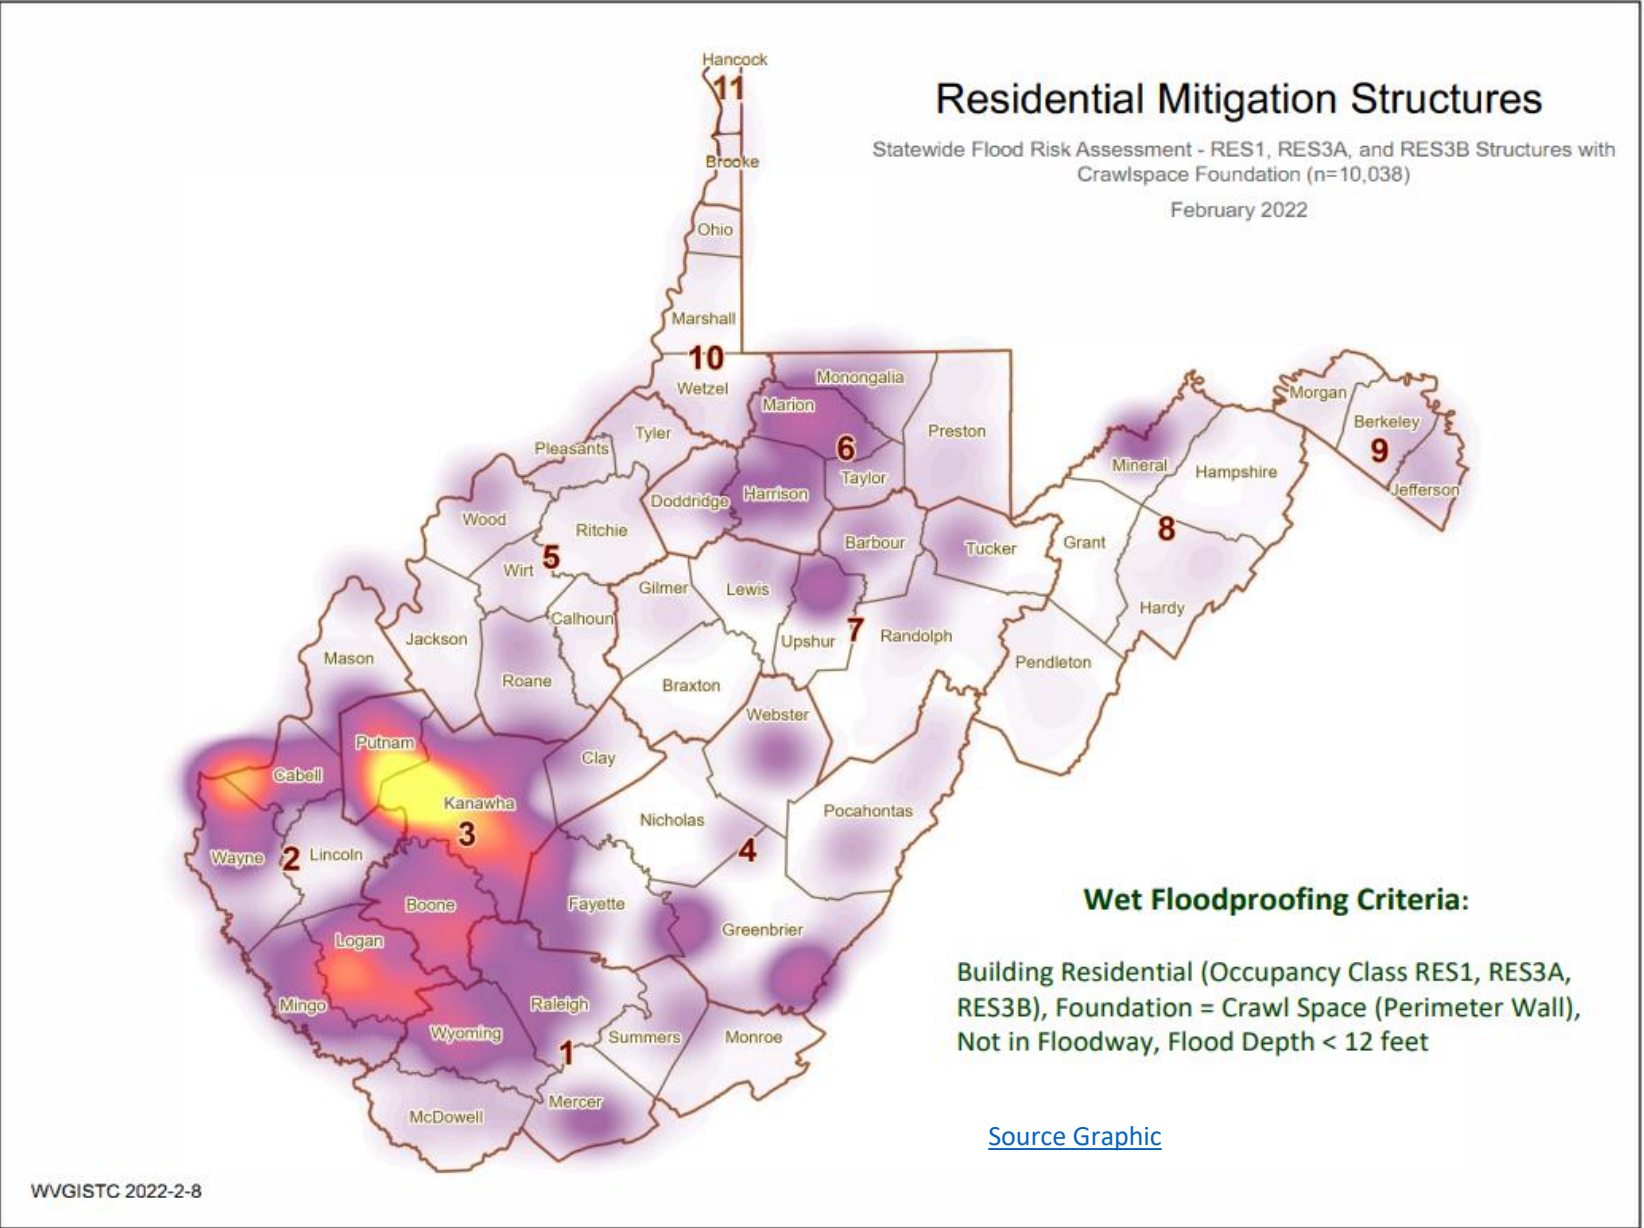 Residential Mitigation Structures
Statewide Flood Risk Assessment - RES1, RES3A, and RES3B Structures with
Crawlspace Foundation (n=10,038)
February 2022
Hancock
11
Brooke
Ohio
Marshall
10
Wetzel
Monongalia
Marion
Morgan
Berkeley
Tyler
Preston
Pleasants
6
9
Mineral
Hampshire
Taylor
Jefferson
Doddridge
Harrison
Wood
Ritchie
8
Barbour
Tucker
Grant
5
Wirt
Gilmer
Lewis
Hardy
Calhoun
Jackson
Upshur
7
Randolph
Mason
Pendleton
Roane
Braxton
Webster
Putnam
Clay
Cabell
Kanawha
3
Nicholas
Pocahontas
Wayne
2
Lincoln
4
Boone
Fayette
Greenbrier
Logan
Mingo
Raleigh
Wyoming
Summers
Monroe
1
Mercer
McDowell
Wet Floodproofing Criteria:
Building Residential (Occupancy Class RES1, RES3A,
RES3B), Foundation = Crawl Space (Perimeter Wall),
Not in Floodway, Flood Depth < 12 feet
Source Graphic
WVGISTC 2022-2-8